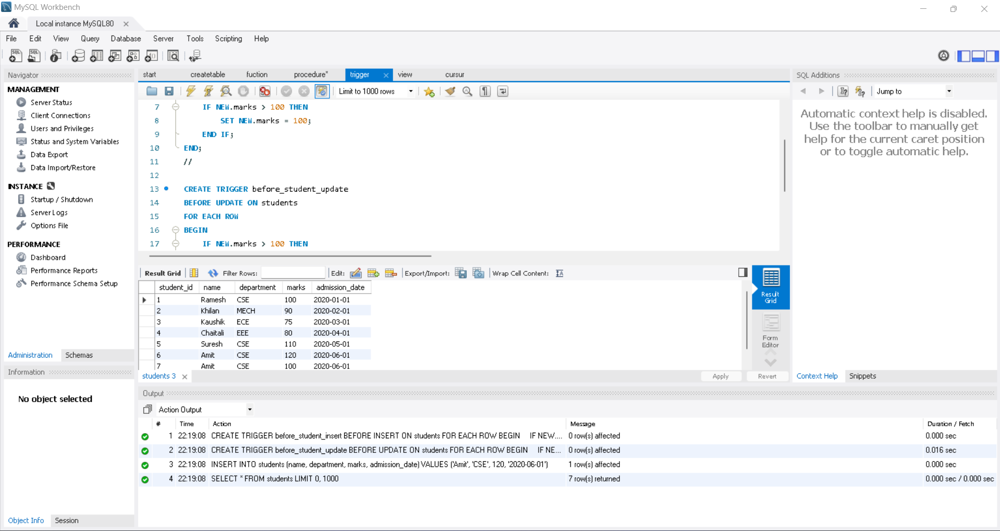 MySQL Workbench
Local instance MySQL80
File Edit View Query Database Server Tools Scripting Help
Navigator
MANAGEMENT
Server Status
Client Connections
Users and Privileges
Status and System Variables
Data Export
Data Import/Restore
INSTANCE
Startup / Shutdown
Server Logs
Options File
PERFORMANCE
Dashboard
Performance Reports
Performance Schema Setup
Administration Schemas
Information
No object selected
Object Info Session
start createtable fuction procedure* trigger view cursur
Limit to 1000 rows
7 IF NEW.marks > 100 THEN
8 SET NEW.marks = 100;
9 END IF;
10 END;
11 //
12
13 CREATE TRIGGER before_student_update
14 BEFORE UPDATE ON students
15 FOR EACH ROW
16 BEGIN
17 IF NEW.marks > 100 THEN
Result Grid Filter Rows: Edit: Export/Import: Wrap Cell Content:
student_id name department marks admission_date
1 Ramesh CSE 100 2020-01-01
2 Khilan MECH 90 2020-02-01
3 Kaushik ECE 75 2020-03-01
4 Chaitali EEE 80 2020-04-01
5 Suresh CSE 110 2020-05-01
6 Amit CSE 120 2020-06-01
7 Amit CSE 100 2020-06-01
Result
Grid
Form
Editor
students 3 Apply Revert
SQL Additions
Jump to
Automatic context help is disabled.
Use the toolbar to manually get
help for the current caret position
or to toggle automatic help.
Context Help Snippets
Output
Action Output
# Time Action Message Duration / Fetch
1 22:19:08 CREATE TRIGGER before_student_insert BEFORE INSERT ON students FOR EACH ROW BEGIN IF NEW.... 0 row(s) affected 0.000 sec
2 22:19:08 CREATE TRIGGER before_student_update BEFORE UPDATE ON students FOR EACH ROW BEGIN IF NE... 0 row(s) affected 0.016 sec
3 22:19:08 INSERT INTO students (name, department, marks, admission_date) VALUES ('Amit', 'CSE', 120, '2020-06-01') 1 row(s) affected 0.000 sec
4 22:19:08 SELECT * FROM students LIMIT 0, 1000 7 row(s) returned 0.000 sec / 0.000 sec